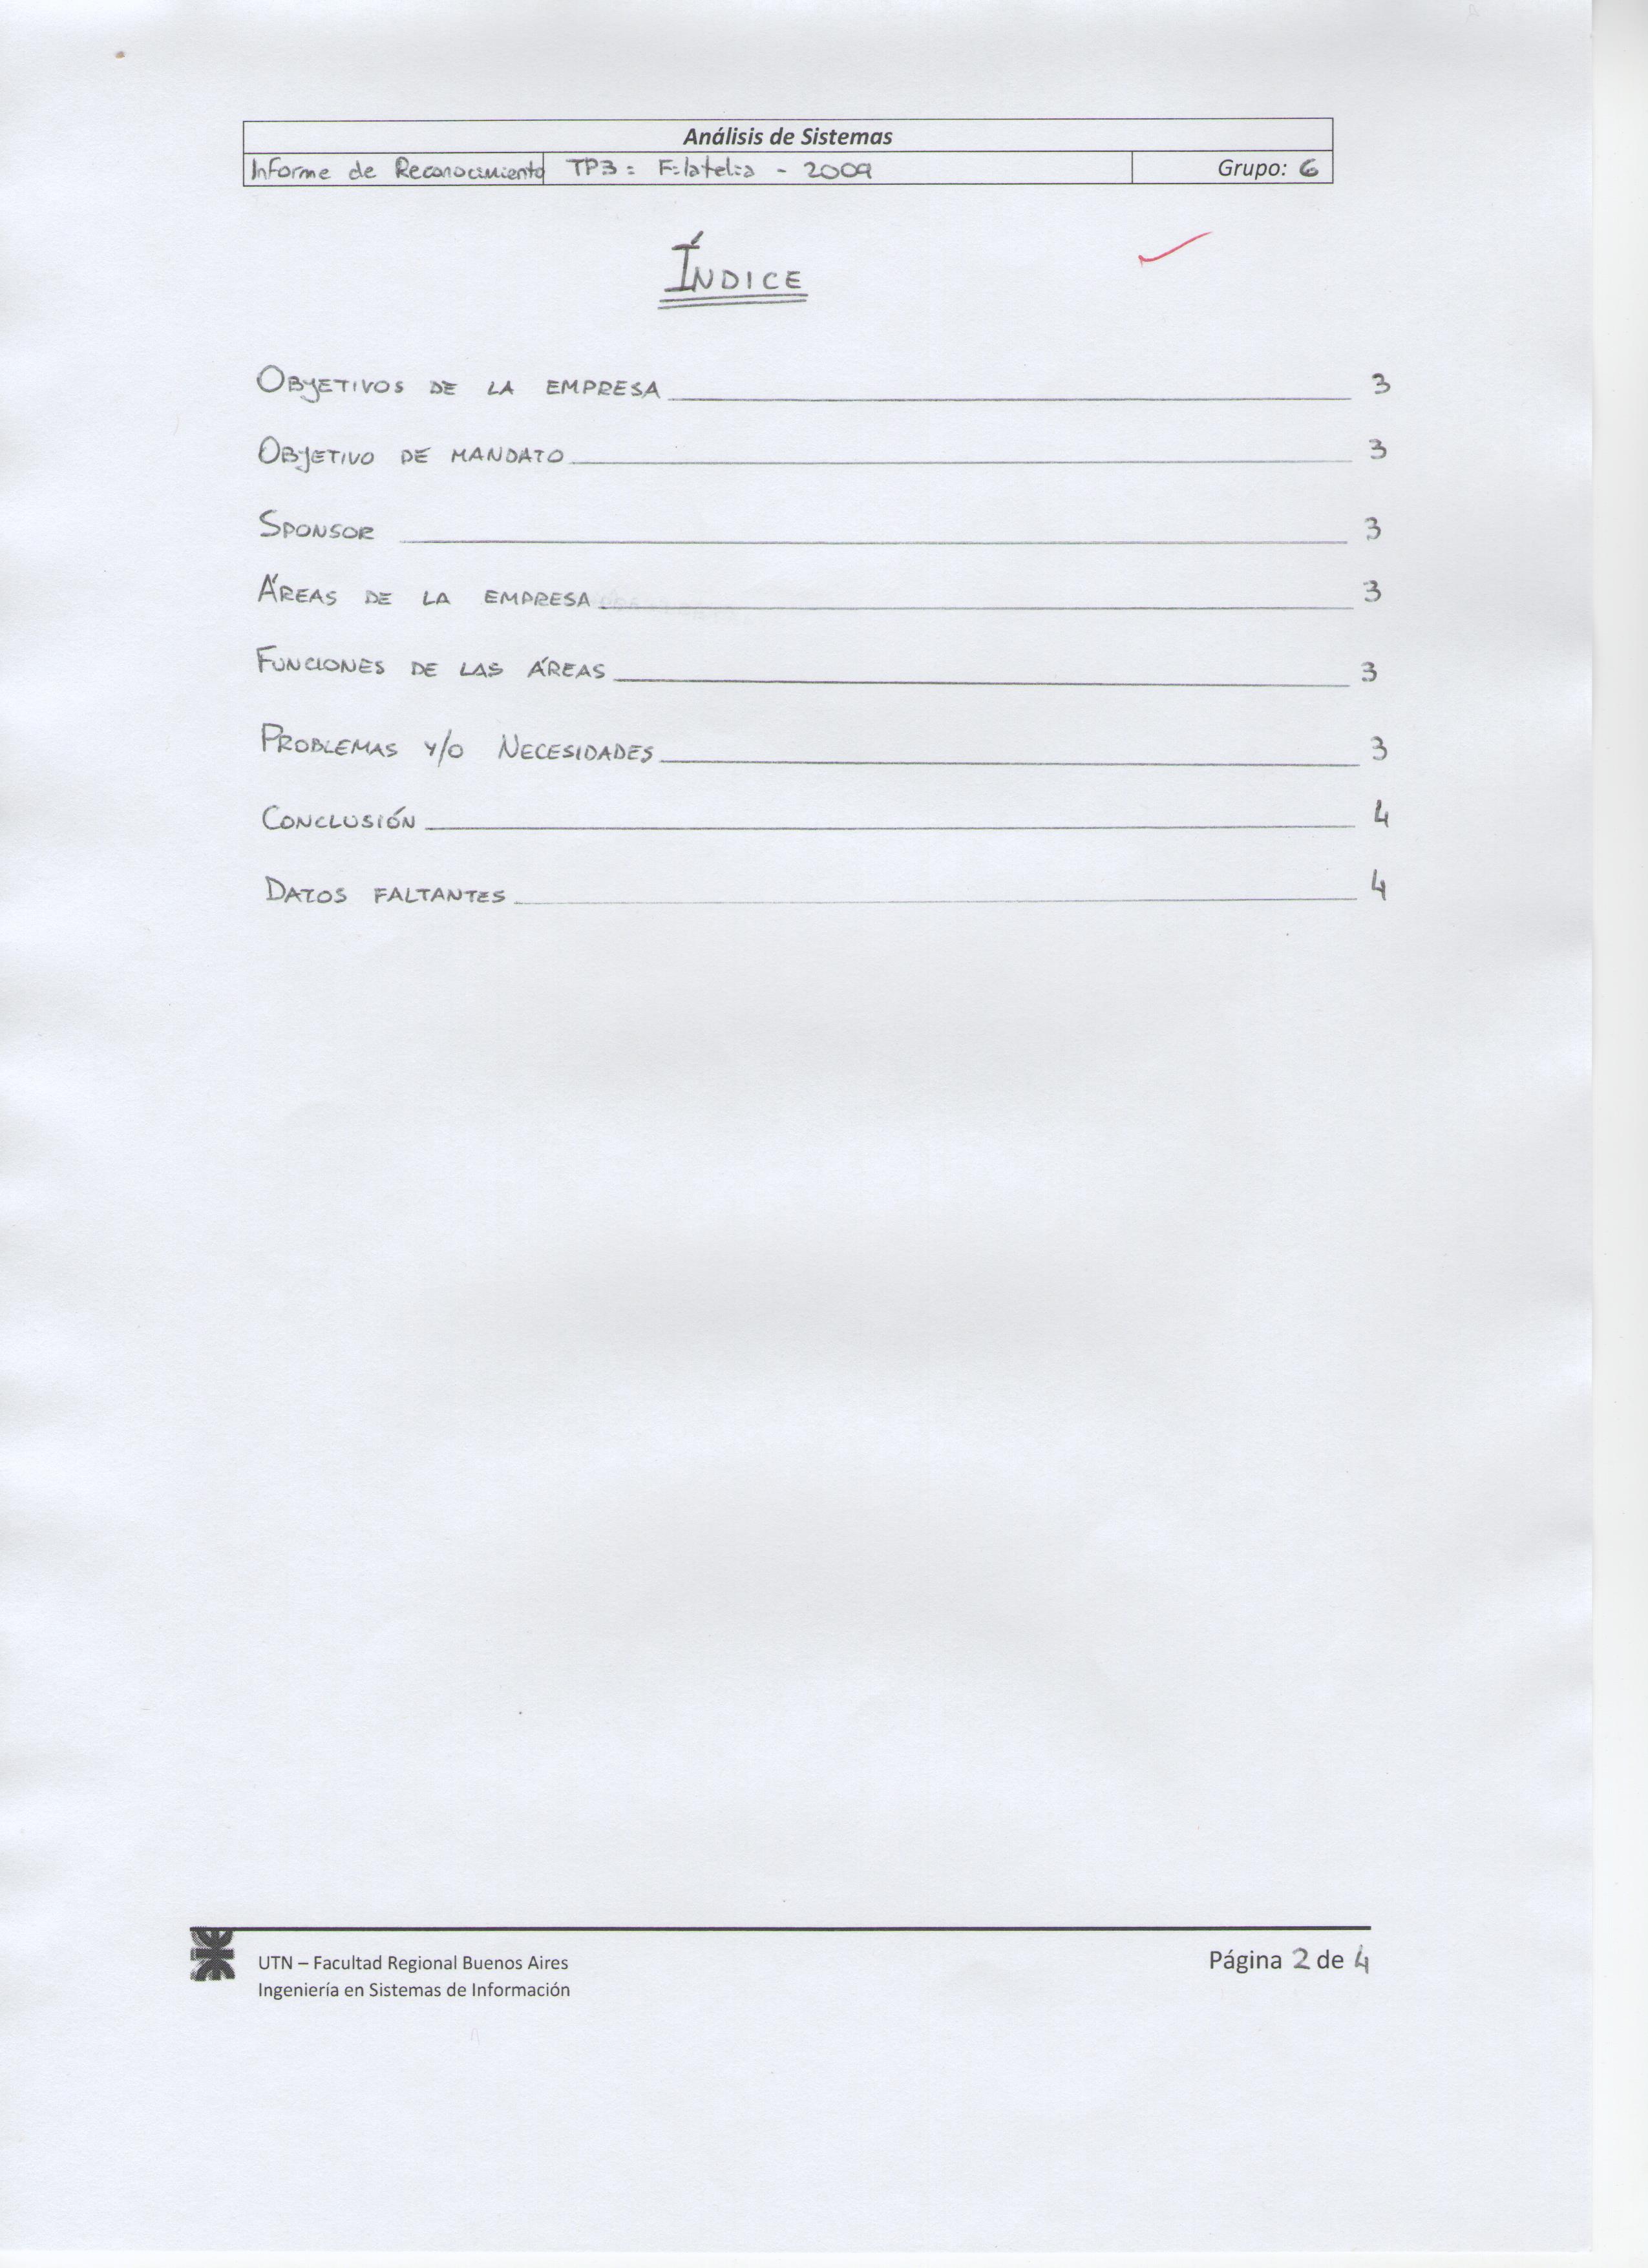 Análisis de Sistemas
Informe de Reconocimiento TP3: Filatelia - 2009 Grupo: 6
ÍNDICE
OBJETIVOS DE LA EMPRESA 3
OBJETIVO DE MANDATO 3
SPONSOR 3
ÁREAS DE LA EMPRESA 3
FUNCIONES DE LAS ÁREAS 3
PROBLEMAS Y/O NECESIDADES 3
CONCLUSIÓN 4
DATOS FALTANTES 4
UTN – Facultad Regional Buenos Aires Página 2 de 4
Ingeniería en Sistemas de Información